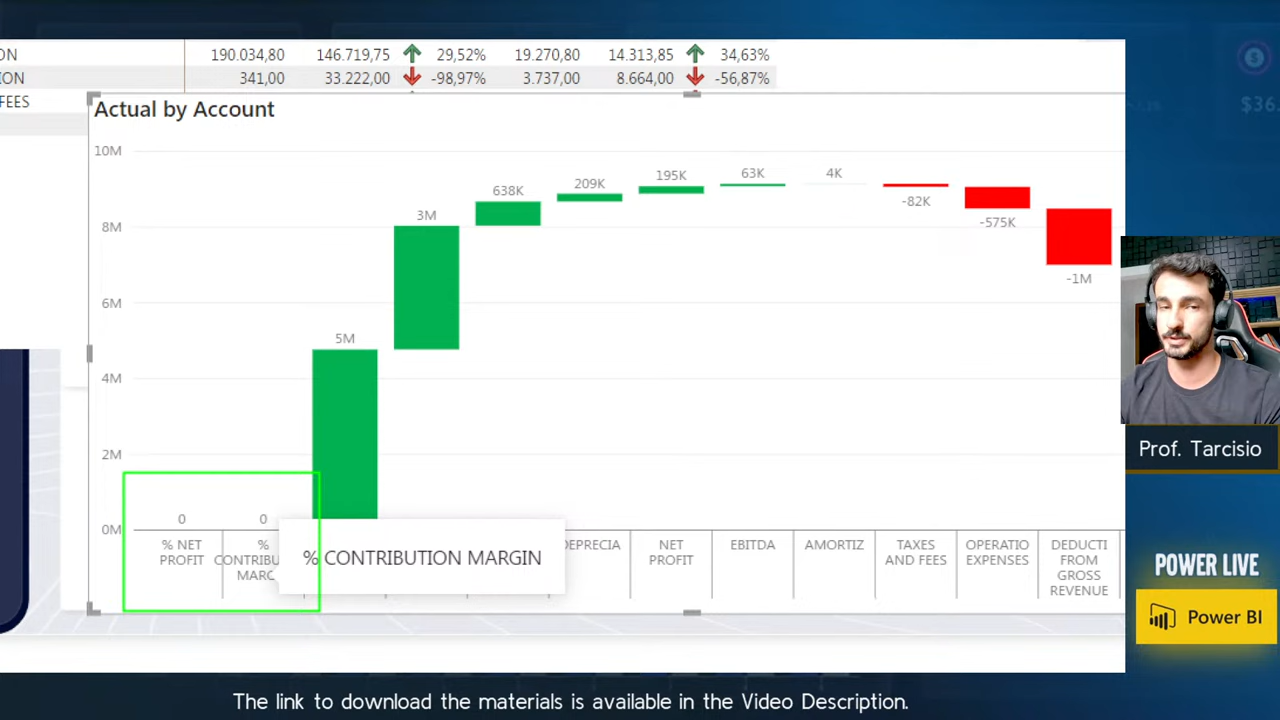 ON 190.034,80 146.719,75 29,52% 19.270,80 14.313,85 34,63%
ION 341,00 33.222,00 -98,97% 3.737,00 8.664,00 -56,87%
FEES
$36.
Actual by Account
10M
8M
6M
4M
2M
0M
0
0
5M
3M
638K
209K
195K
63K
4K
-82K
-575K
-1M
% NET
PROFIT
%
CONTRIBU
MARG
% CONTRIBUTION MARGIN
DEPRECIA
NET
PROFIT
EBITDA
AMORTIZ
TAXES
AND FEES
OPERATIO
EXPENSES
DEDUCTI
FROM
GROSS
REVENUE
Prof. Tarcisio
POWER LIVE
Power BI
The link to download the materials is available in the Video Description.